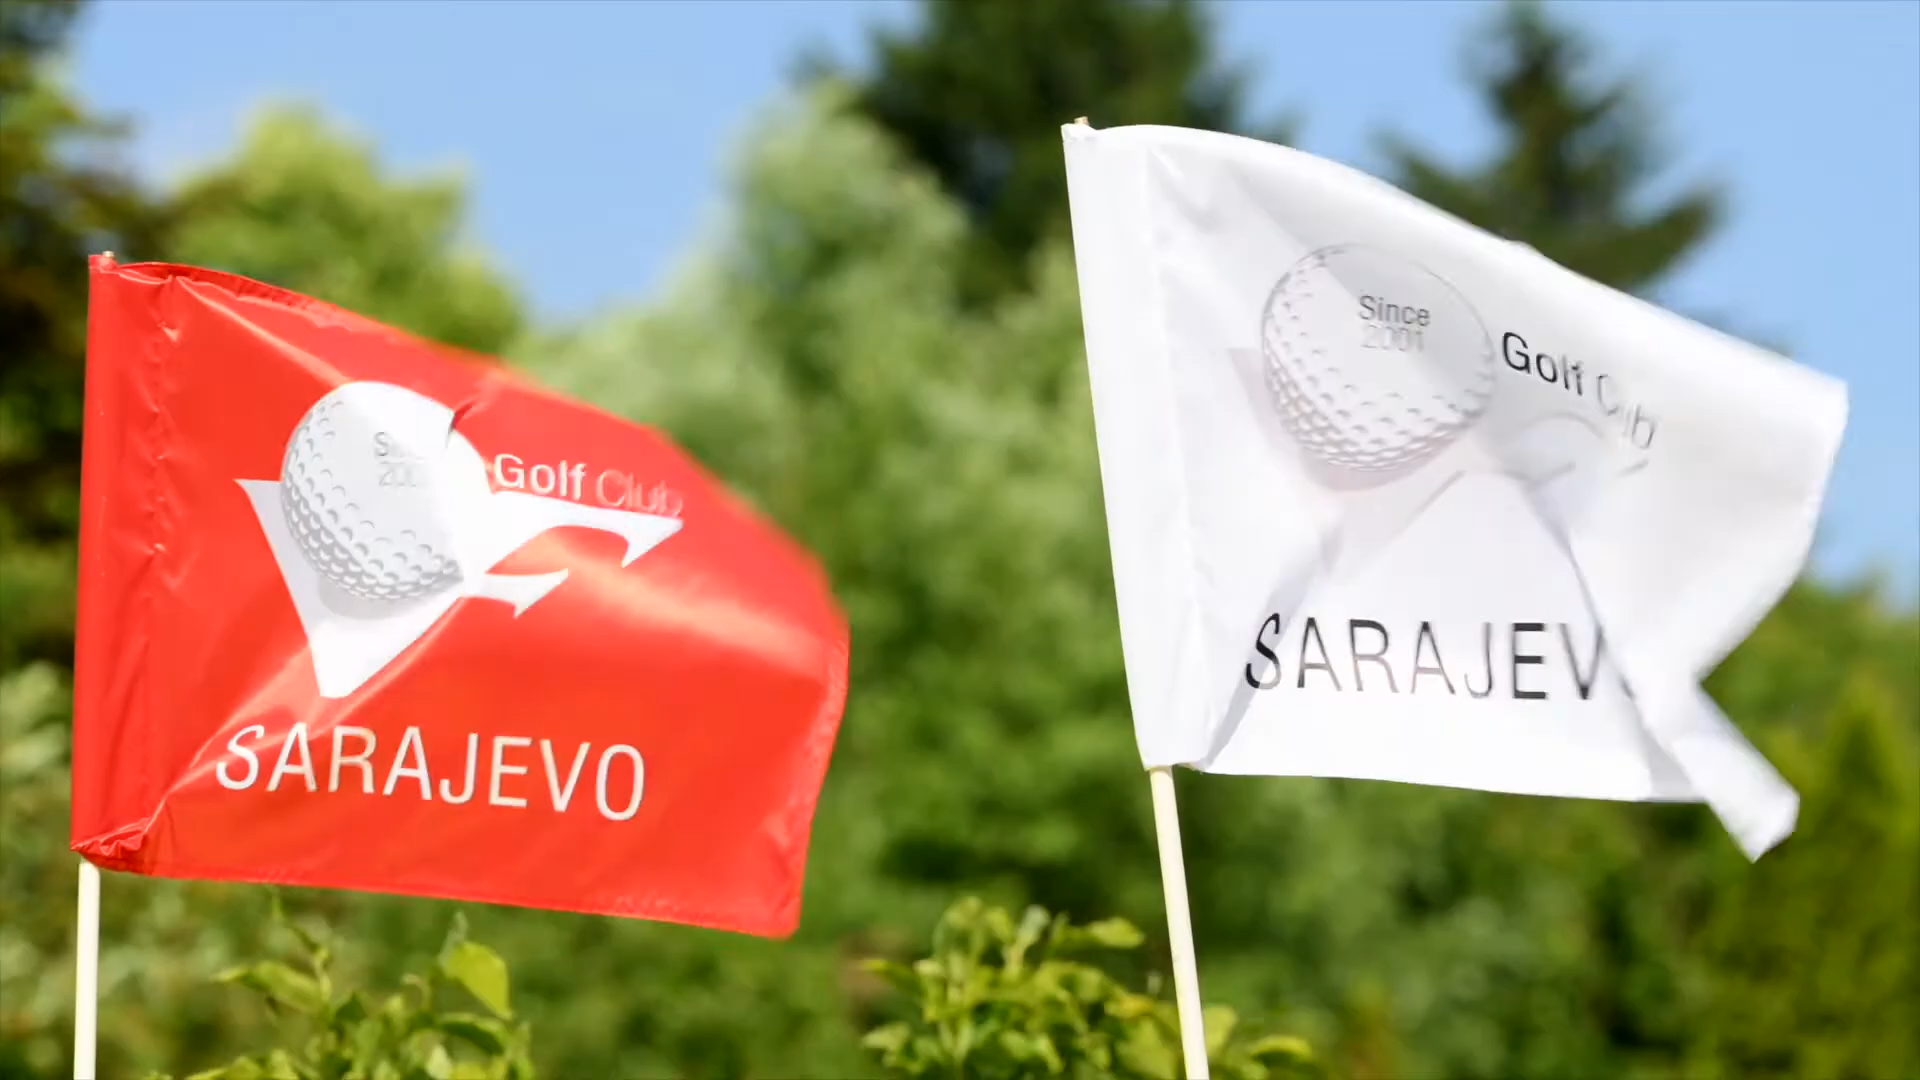 Golf Club
SARAJEVO
Since
2001
Golf Club
SARAJEV